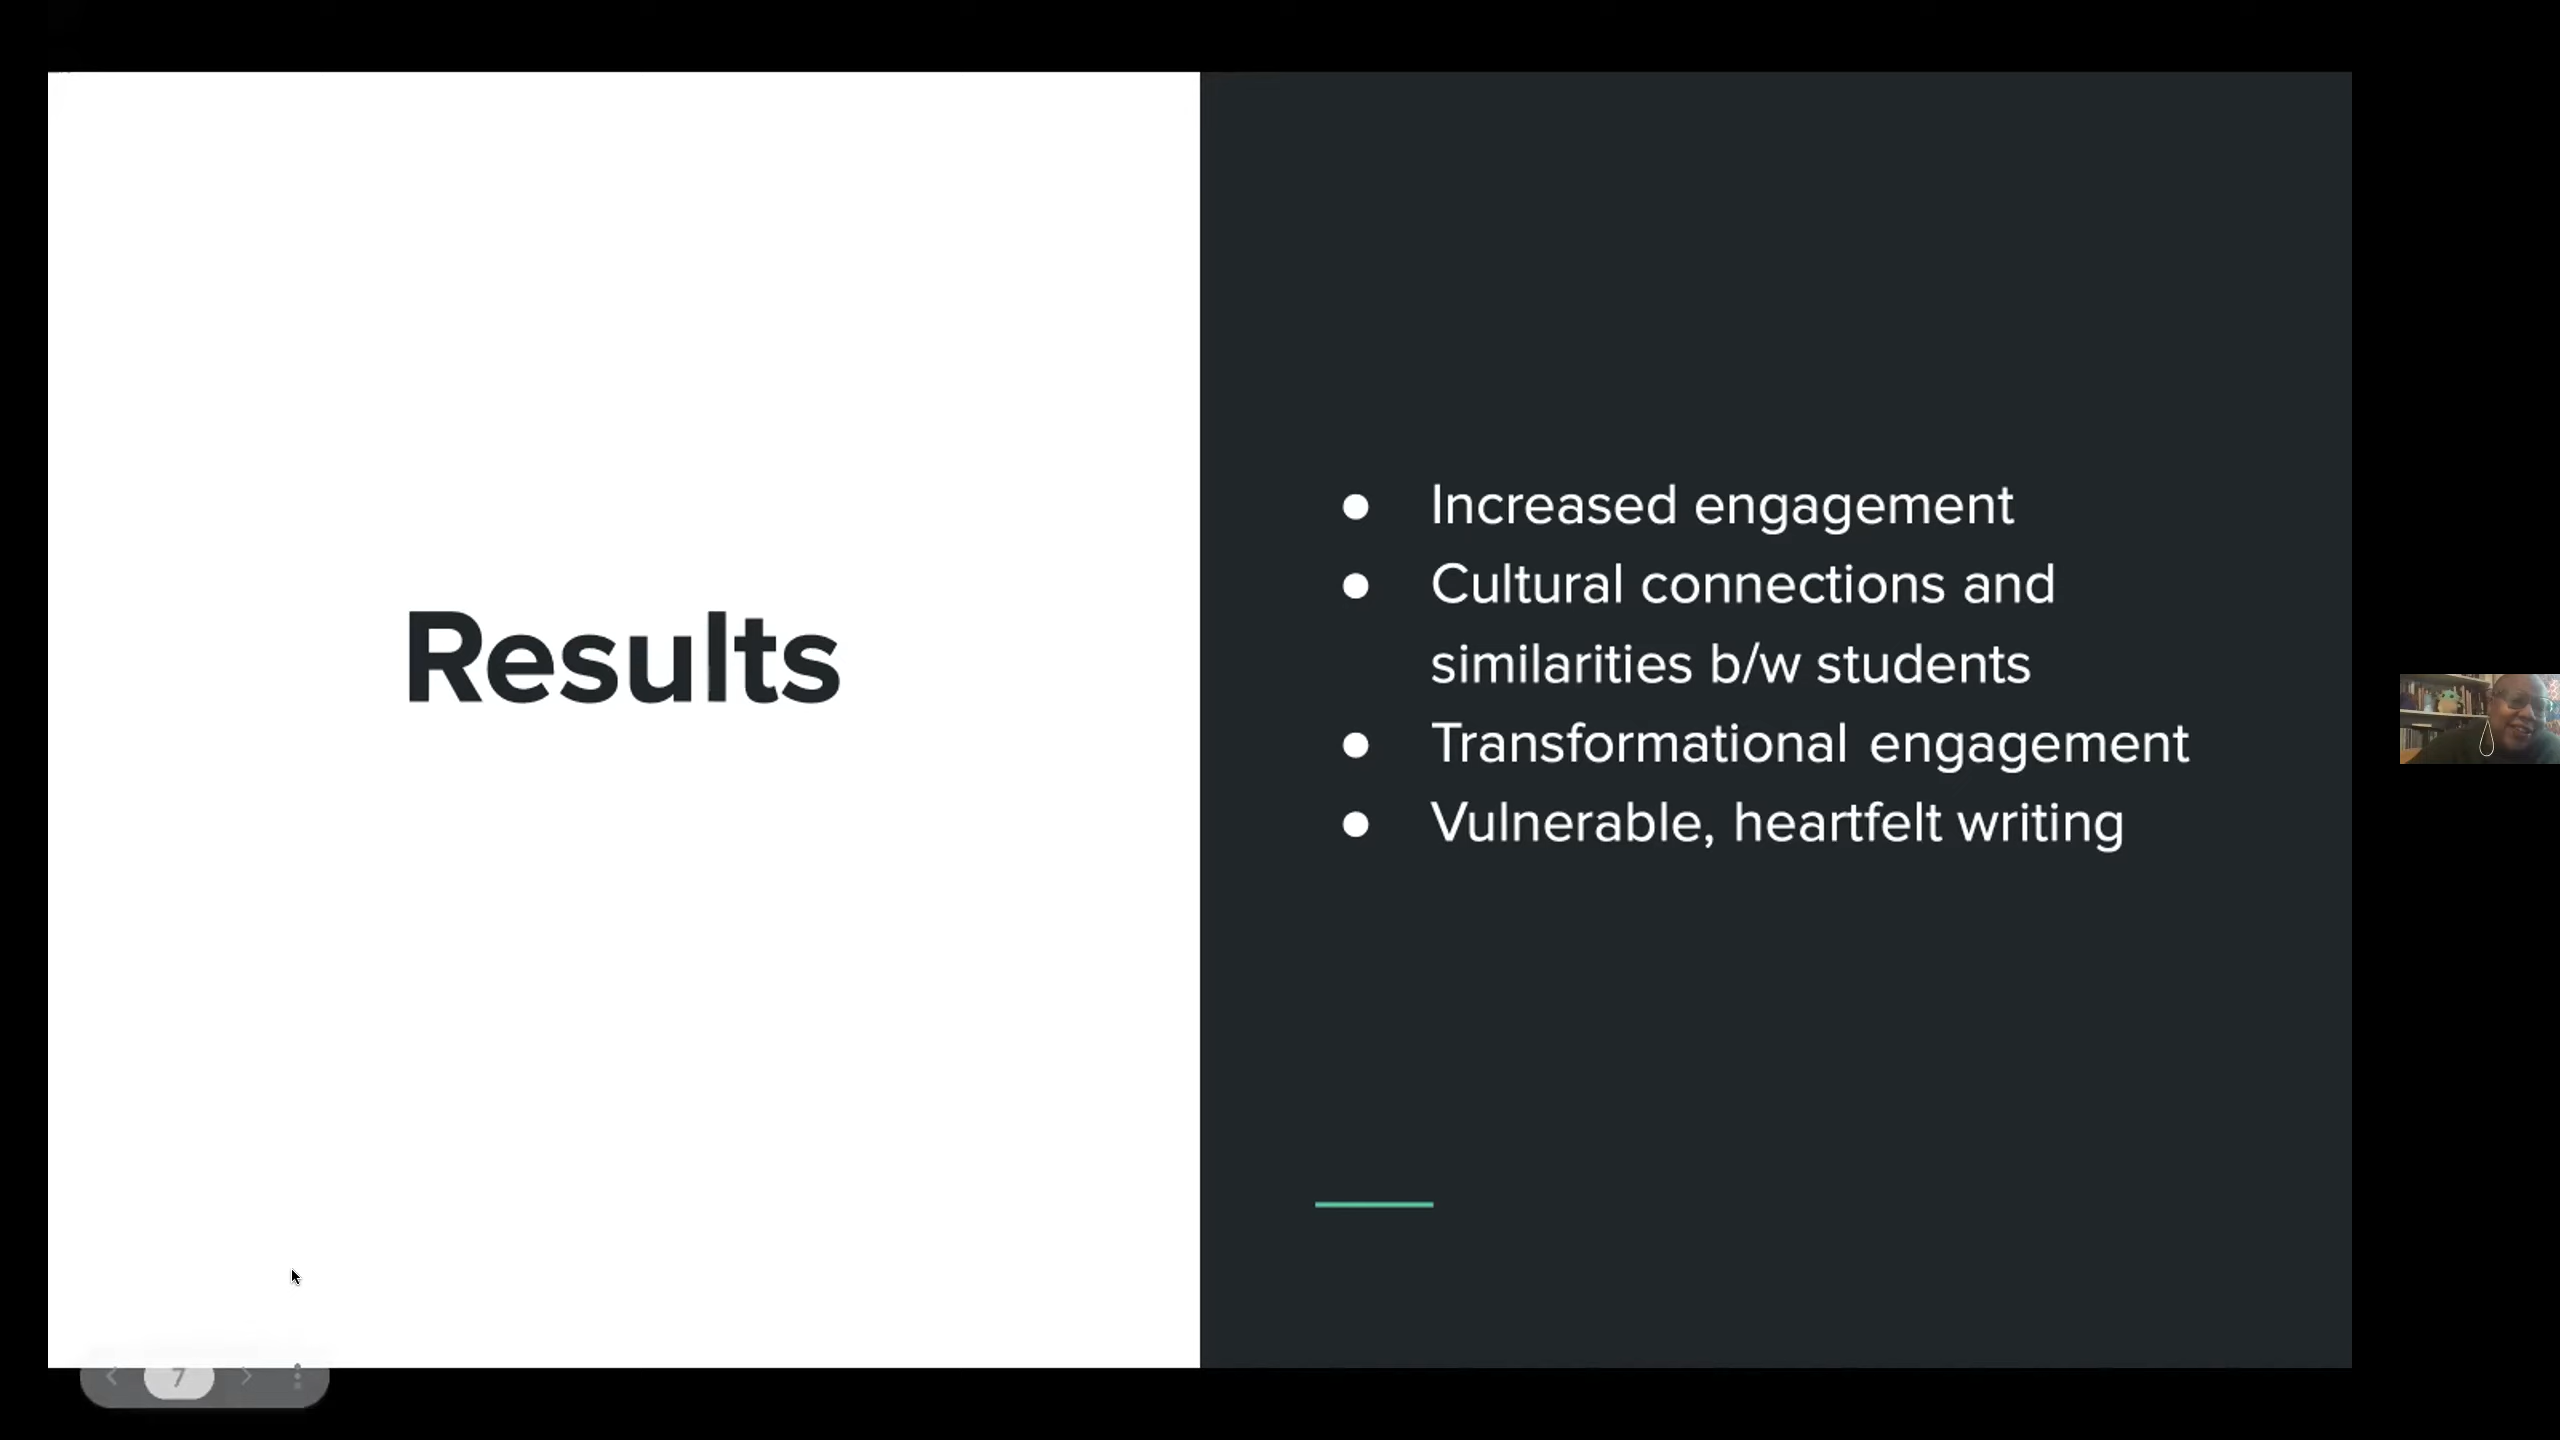 Results
● Increased engagement
● Cultural connections and
similarities b/w students
● Transformational engagement
● Vulnerable, heartfelt writing
7